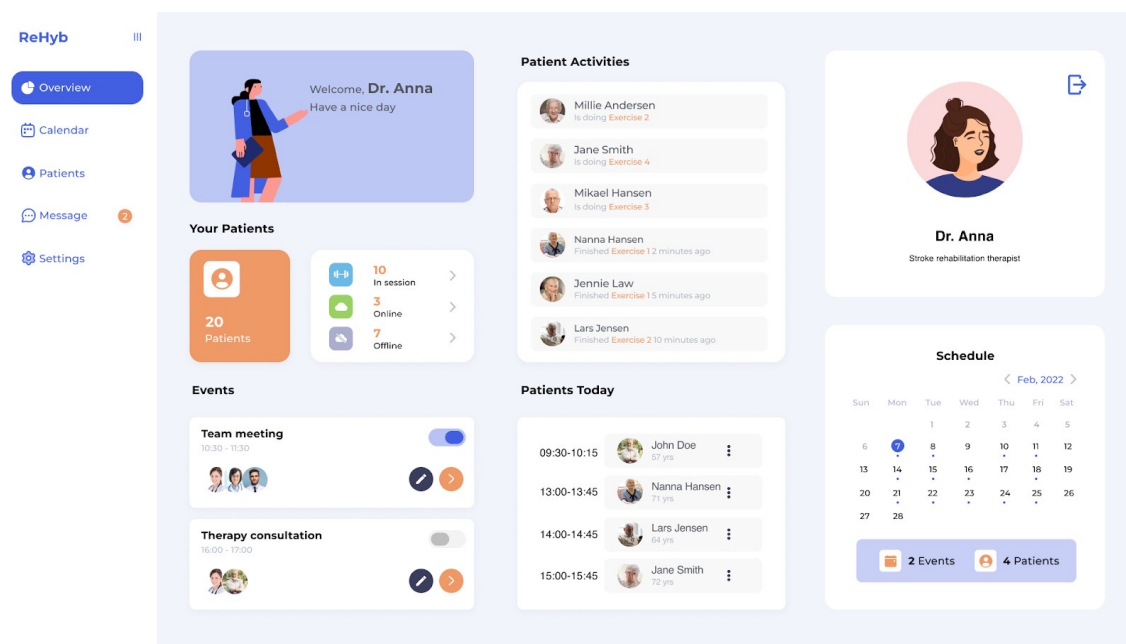 ReHyb
Overview
Calendar
Patients
Message 2
Settings
Welcome, Dr. Anna
Have a nice day
Your Patients
20
Patients
10
In session
3
Online
7
Offline
Events
Team meeting
10:30 - 11:30
Therapy consultation
16:00 - 17:00
Patient Activities
Millie Andersen
Is doing Exercise 2
Jane Smith
Is doing Exercise 4
Mikael Hansen
Is doing Exercise 3
Nanna Hansen
Finished Exercise 1 2 minutes ago
Jennie Law
Finished Exercise 1 5 minutes ago
Lars Jensen
Finished Exercise 2 10 minutes ago
Patients Today
09:30-10:15 John Doe
57 yrs
13:00-13:45 Nanna Hansen
71 yrs
14:00-14:45 Lars Jensen
64 yrs
15:00-15:45 Jane Smith
72 yrs
Dr. Anna
Stroke rehabilitation therapist
Schedule
Feb, 2022
Sun Mon Tue Wed Thu Fri Sat
1 2 3 4 5
6 7 8 9 10 11 12
13 14 15 16 17 18 19
20 21 22 23 24 25 26
27 28
2 Events 4 Patients